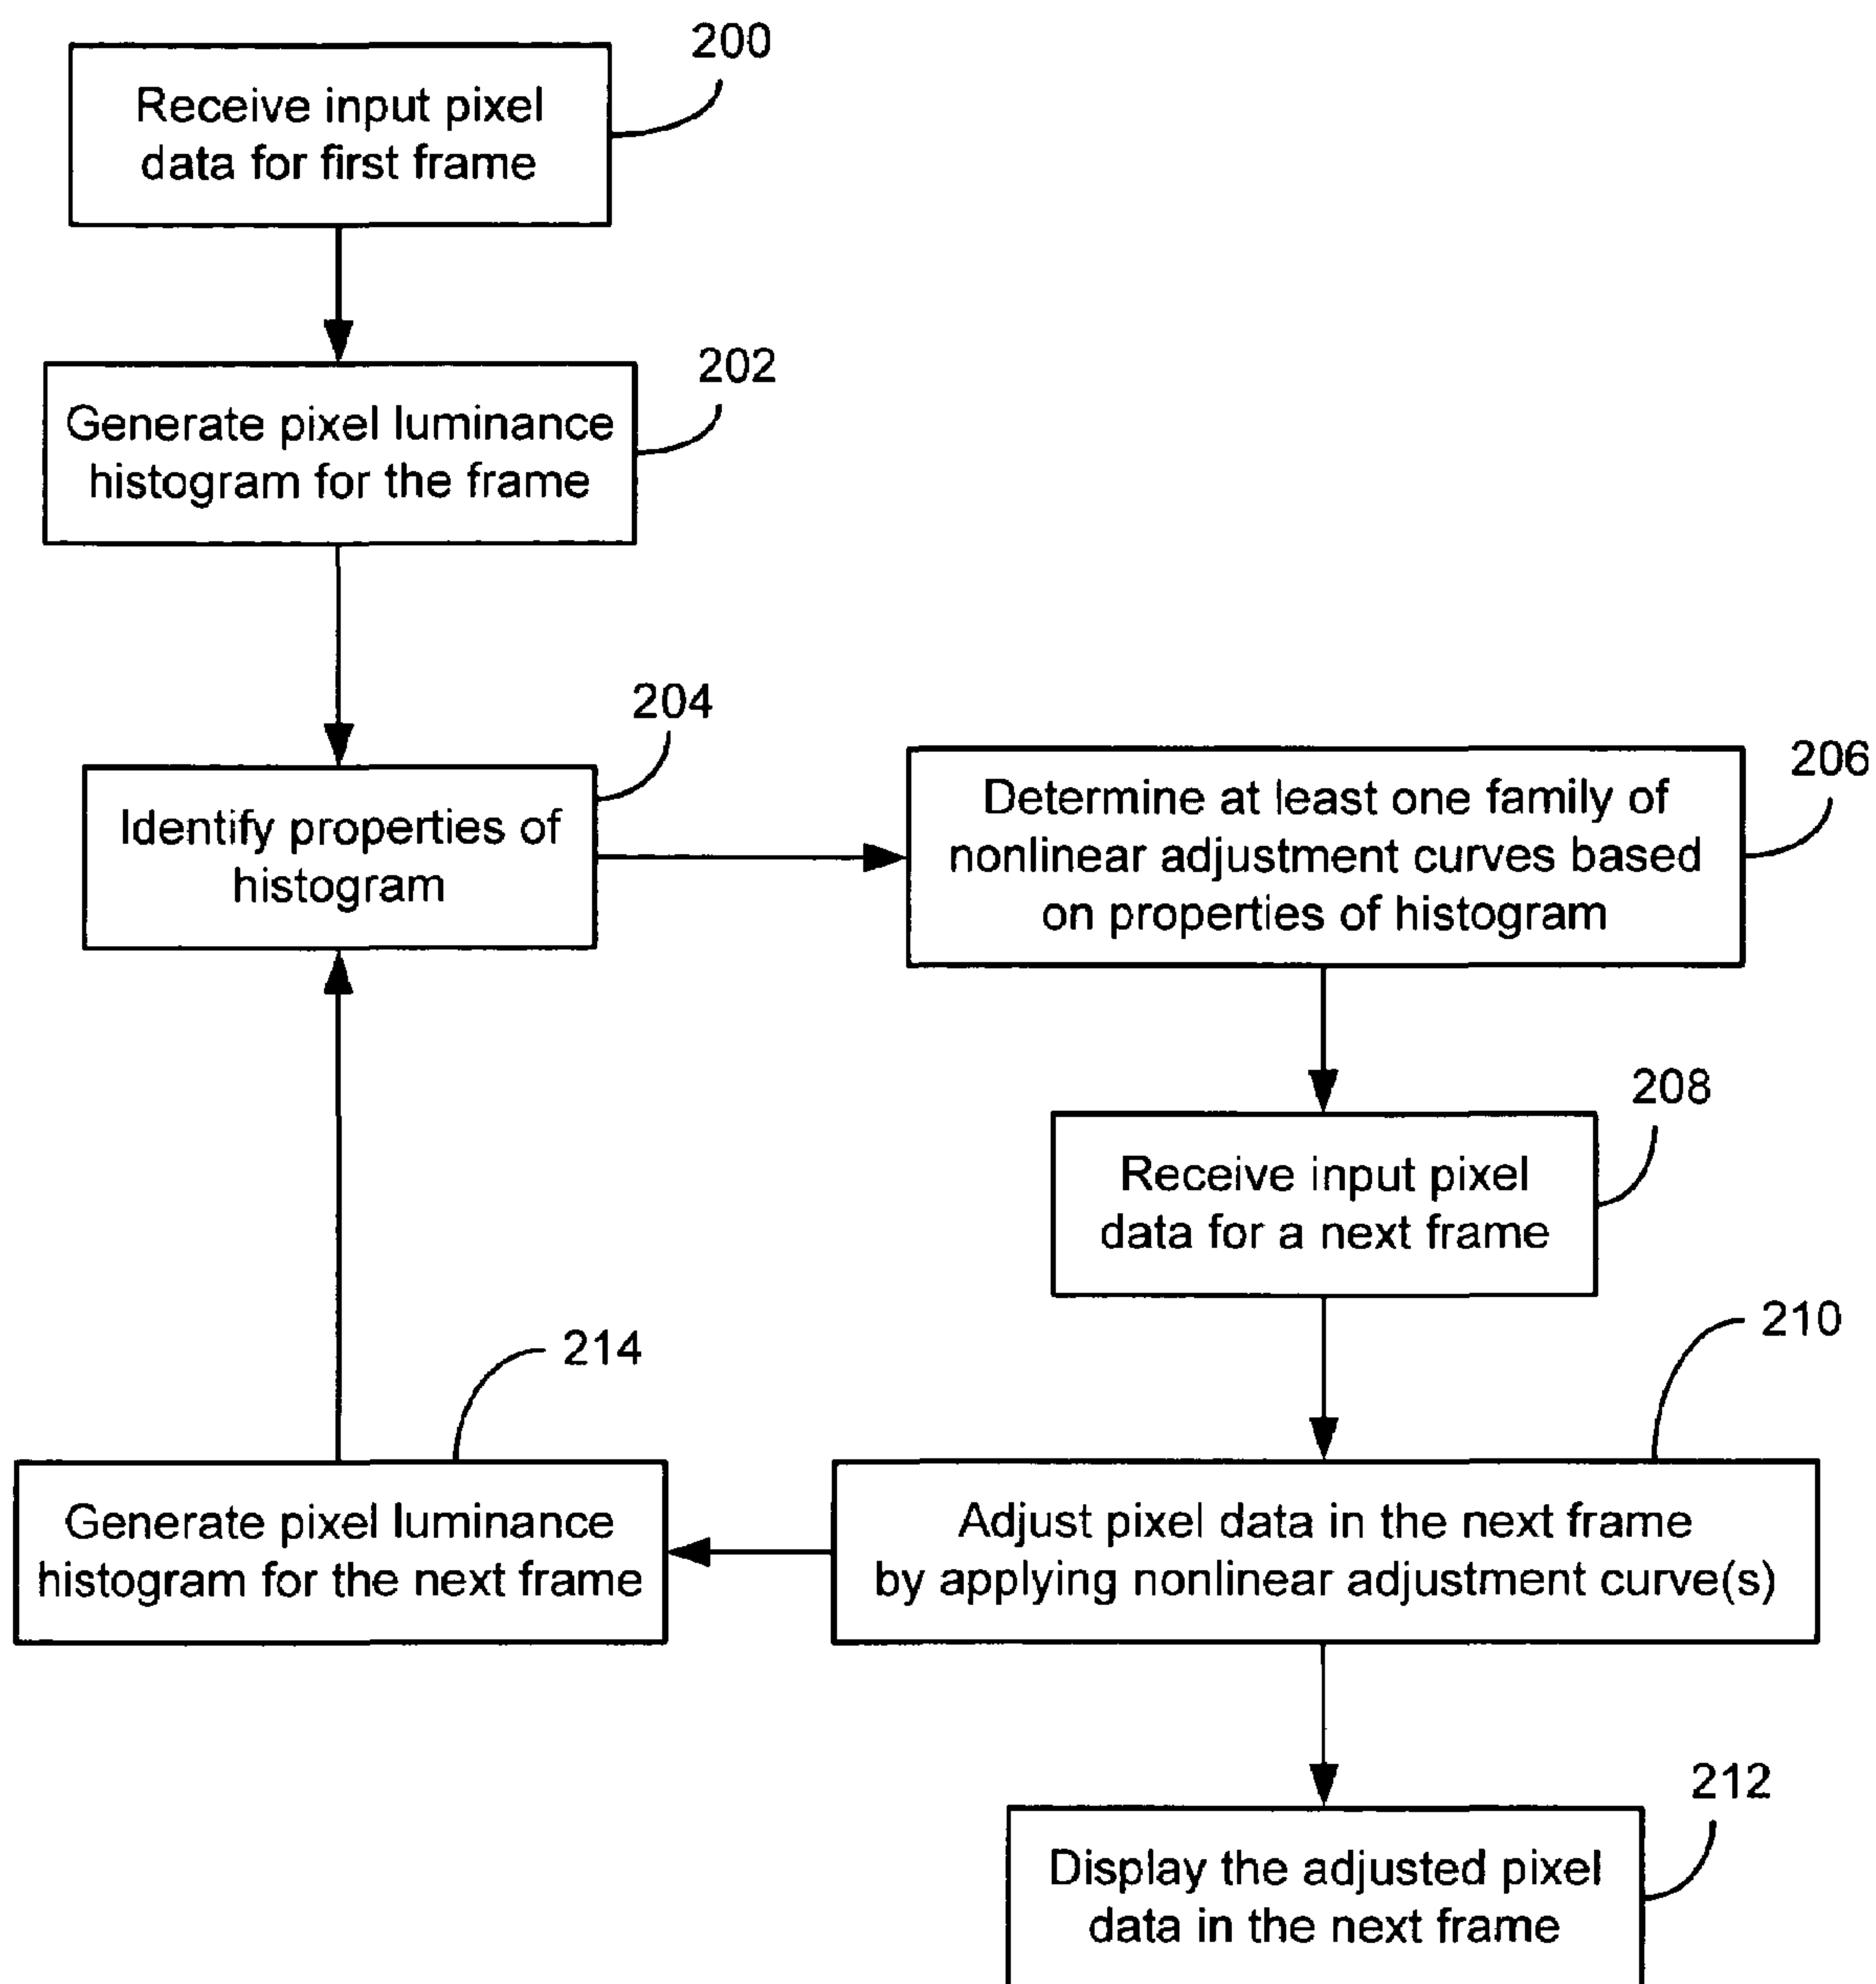 200
Receive input pixel
data for first frame
202
Generate pixel luminance
histogram for the frame
204
Identify properties of
histogram
206
Determine at least one family of
nonlinear adjustment curves based
on properties of histogram
208
Receive input pixel
data for a next frame
210
Adjust pixel data in the next frame
by applying nonlinear adjustment curve(s)
214
Generate pixel luminance
histogram for the next frame
212
Display the adjusted pixel
data in the next frame